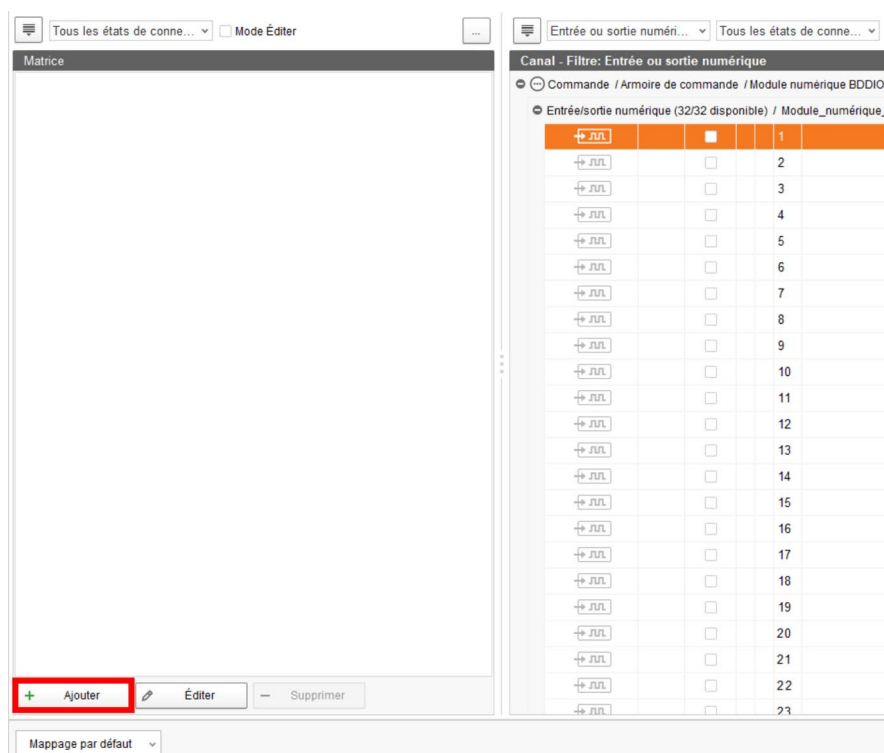 Tous les états de conne...
Mode Éditer
...
Matrice
Ajouter
Éditer
Supprimer
Mappage par défaut
Entrée ou sortie numéri...
Tous les états de conne...
Canal - Filtre: Entrée ou sortie numérique
Commande / Armoire de commande / Module numérique BDDIO
Entrée/sortie numérique (32/32 disponible) / Module_numérique_
1
2
3
4
5
6
7
8
9
10
11
12
13
14
15
16
17
18
19
20
21
22
23